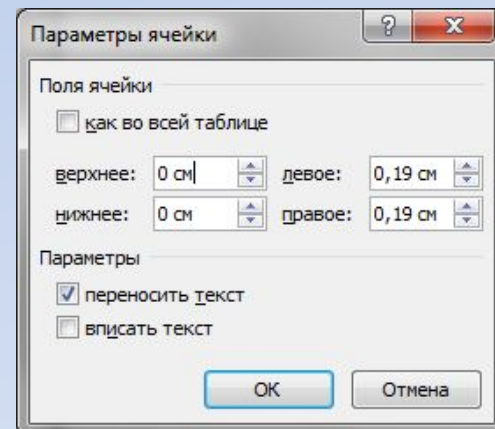 Параметры ячейки
Поля ячейки
как во всей таблице
верхнее: 0 см левое: 0,19 см
нижнее: 0 см правое: 0,19 см
Параметры
переносить текст
вписать текст
ОК Отмена